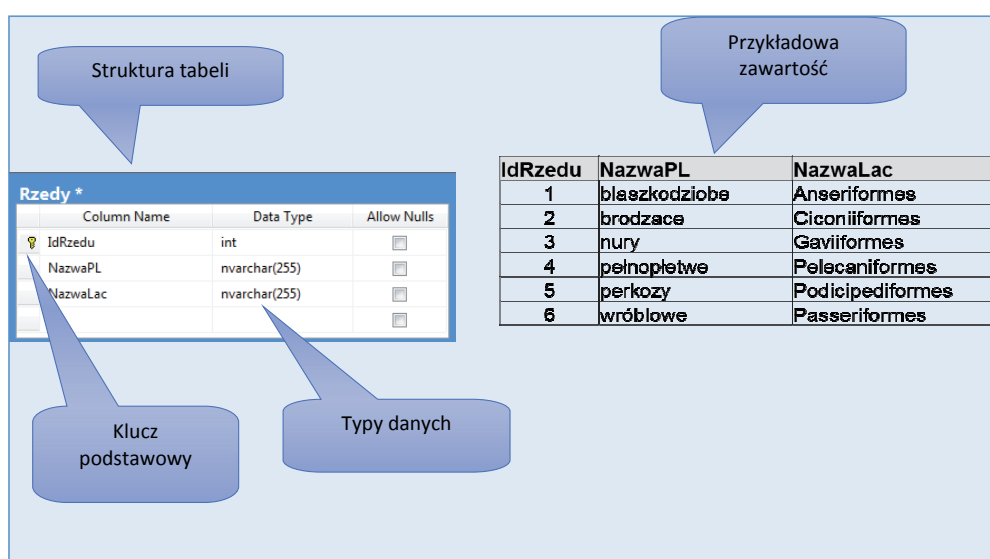 Struktura tabeli
Przykładowa
zawartość
Rzedy *
Column Name Data Type Allow Nulls
IdRzedu int
NazwaPL nvarchar(255)
NazwaLac nvarchar(255)
IdRzedu NazwaPL NazwaLac
1 blaszkodziobe Anseriformes
2 brodzace Ciconiiformes
3 nury Gaviiformes
4 pełnopłetwe Pelecaniformes
5 perkozy Podicipediformes
6 wróblowe Passeriformes
Klucz
podstawowy
Typy danych